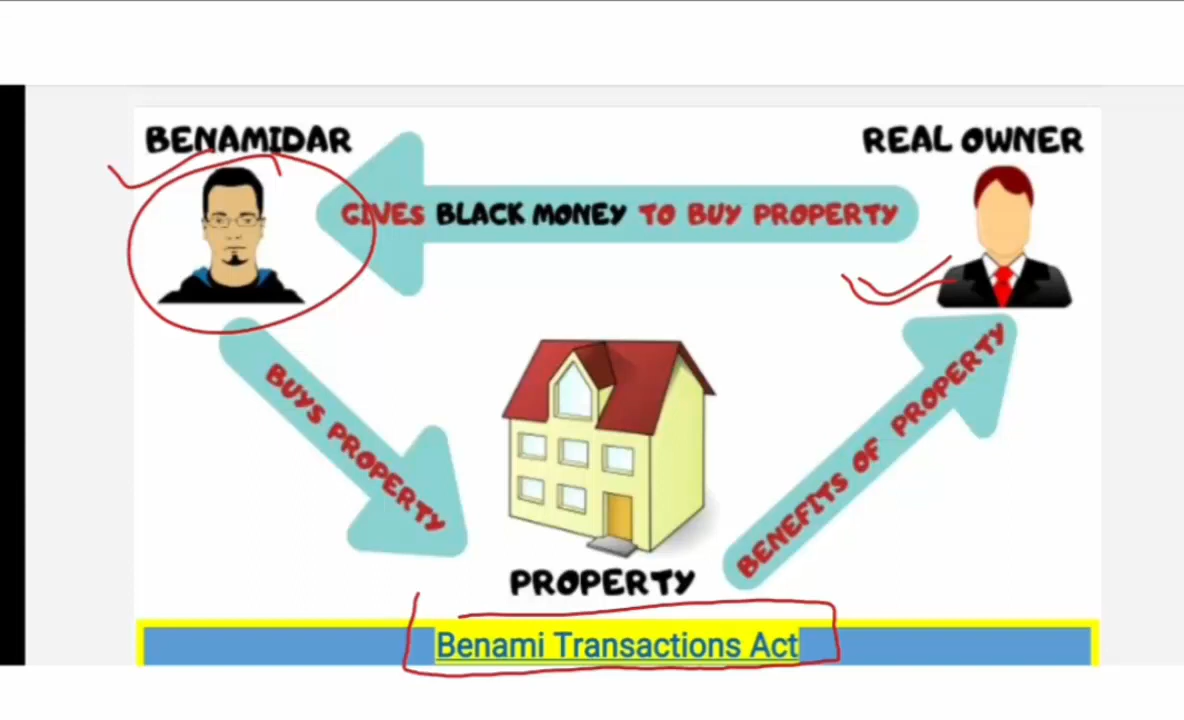 BENAMIDAR
REAL OWNER
GIVES BLACK MONEY TO BUY PROPERTY
BUYS PROPERTY
BENEFITS OF PROPERTY
PROPERTY
Benami Transactions Act